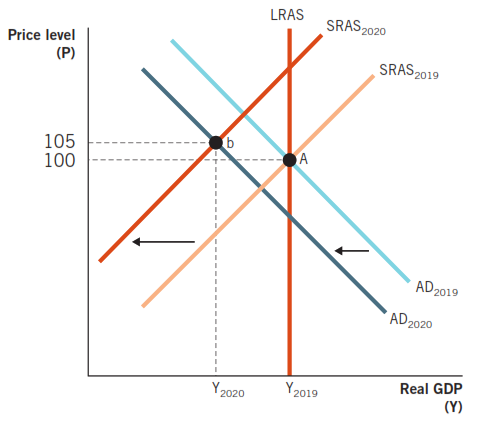 LRAS
SRAS2020
Price level
(P)
SRAS2019
105
b
100
A
AD2019
AD2020
Y2020
Y2019
Real GDP
(Y)